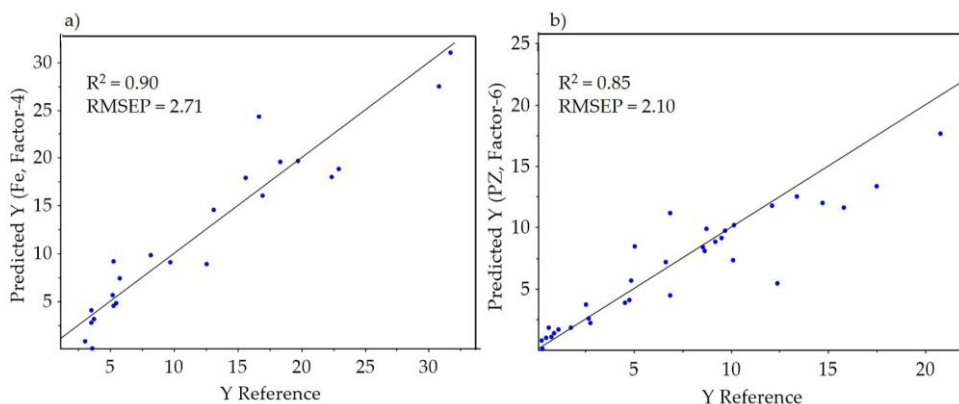 a)
R² = 0.90
RMSEP = 2.71
Predicted Y (Fe, Factor-4)
30
25
20
15
10
5
5
10
15
20
25
30
Y Reference
b)
R² = 0.85
RMSEP = 2.10
Predicted Y (PZ, Factor-6)
25
20
15
10
5
5
10
15
20
Y Reference